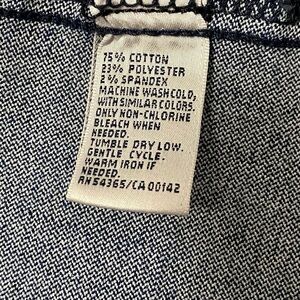 75% COTTON
23% POLYESTER
2% SPANDEX
MACHINE WASH COLD,
WITH SIMILAR COLORS.
ONLY NON-CHLORINE
BLEACH WHEN
NEEDED.
TUMBLE DRY LOW.
GENTLE CYCLE.
WARM IRON IF
NEEDED.
RN 54365/CA 00142